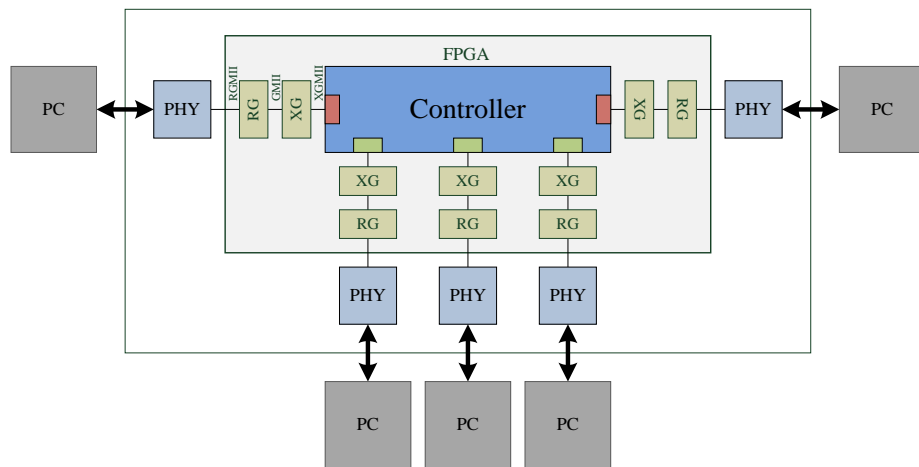 FPGA
PC
PHY
RGMII
RG
GMII
XG
XGMII
Controller
XG
RG
PHY
PC
XG
XG
XG
RG
RG
RG
PHY
PHY
PHY
PC
PC
PC